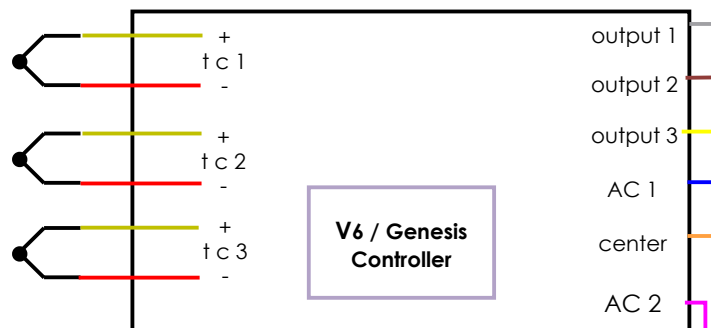 +
t c 1
-
+
t c 2
-
+
t c 3
-
V6 / Genesis
Controller
output 1
output 2
output 3
AC 1
center
AC 2